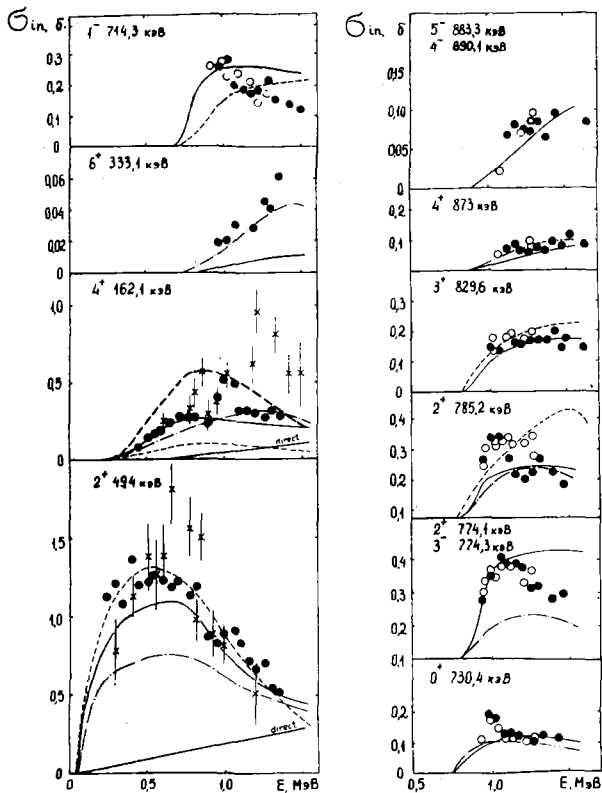 σ in, б.
1⁻ 714,3 кэВ
0,3
0,2
0,1
0
6⁺ 333,1 кэВ
0,06
0,04
0,02
0
4⁺ 162,1 кэВ
1,0
0,5
0
direct
2⁺ 494 кэВ
1,5
1,0
0,5
0
direct
0,5 1,0 E, МэВ
σ in, б
5⁻ 883,3 кэВ
4⁻ 890,1
0,15
0,10
0,05
0
4⁺ 873 кэВ
0,2
0,1
0
3⁺ 829,6 кэВ
0,3
0,2
0,1
0
2⁺ 785,2 кэВ
0,4
0,3
0,2
0,1
2⁺ 774,1 кэВ
3⁻ 774,3 кэВ
0,4
0,3
0,2
0,1
0⁺ 730,4 кэВ
0,2
0,1
0
0,5 1,0 1,5 E, МэВ